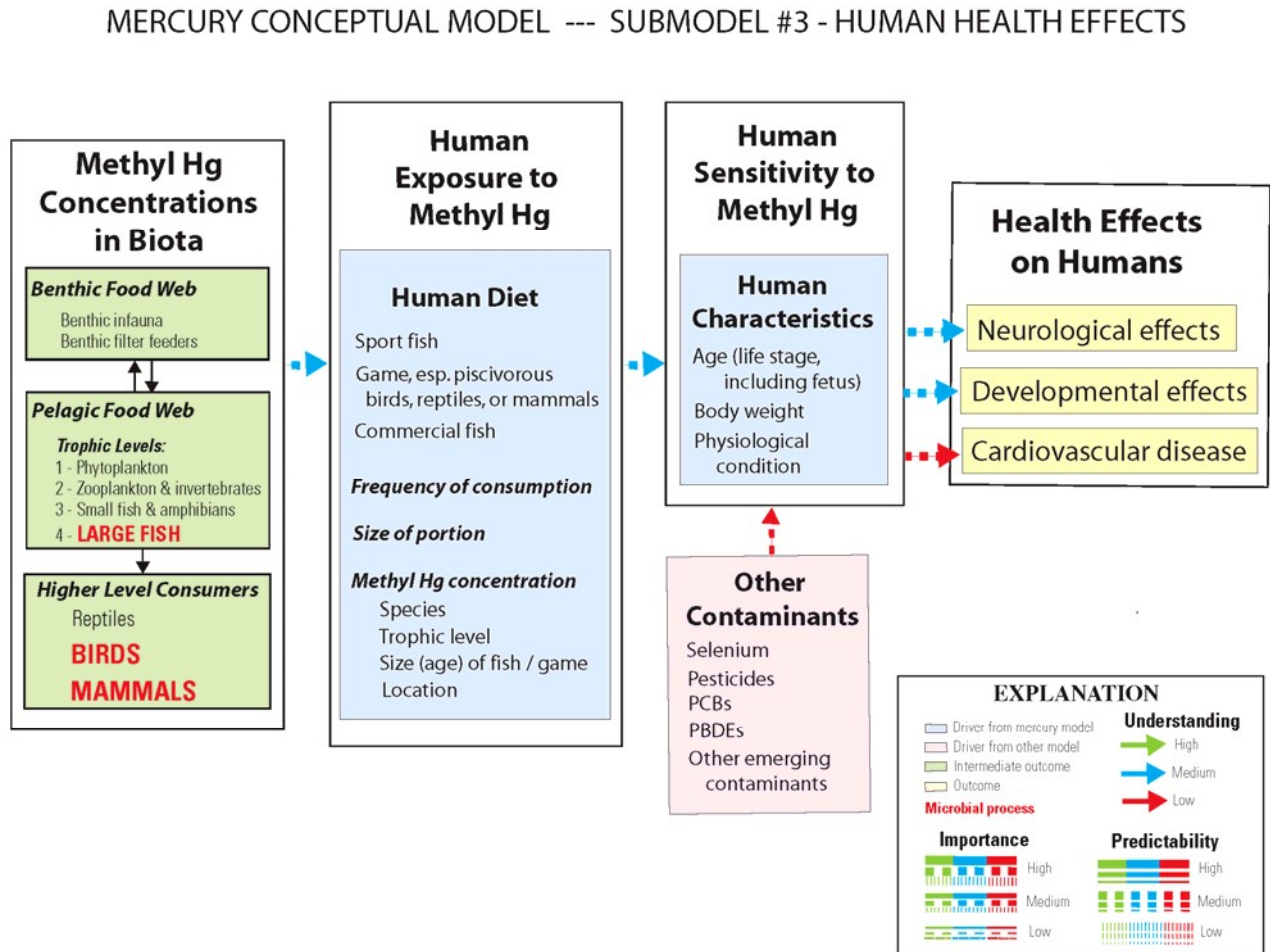 MERCURY CONCEPTUAL MODEL --- SUBMODEL #3 - HUMAN HEALTH EFFECTS
Methyl Hg
Concentrations
in Biota
Benthic Food Web
Benthic infauna
Benthic filter feeders
Pelagic Food Web
Trophic Levels:
1 - Phytoplankton
2 - Zooplankton & invertebrates
3 - Small fish & amphibians
4 - LARGE FISH
Higher Level Consumers
Reptiles
BIRDS
MAMMALS
Human
Exposure to
Methyl Hg
Human Diet
Sport fish
Game, esp. piscivorous
birds, reptiles, or mammals
Commercial fish
Frequency of consumption
Size of portion
Methyl Hg concentration
Species
Trophic level
Size (age) of fish / game
Location
Human
Sensitivity to
Methyl Hg
Human
Characteristics
Age (life stage,
including fetus)
Body weight
Physiological
condition
Other
Contaminants
Selenium
Pesticides
PCBs
PBDEs
Other emerging
contaminants
Health Effects
on Humans
Neurological effects
Developmental effects
Cardiovascular disease
EXPLANATION
Driver from mercury model
Driver from other model
Intermediate outcome
Outcome
Microbial process
Understanding
High
Medium
Low
Importance
High
Medium
Low
Predictability
High
Medium
Low